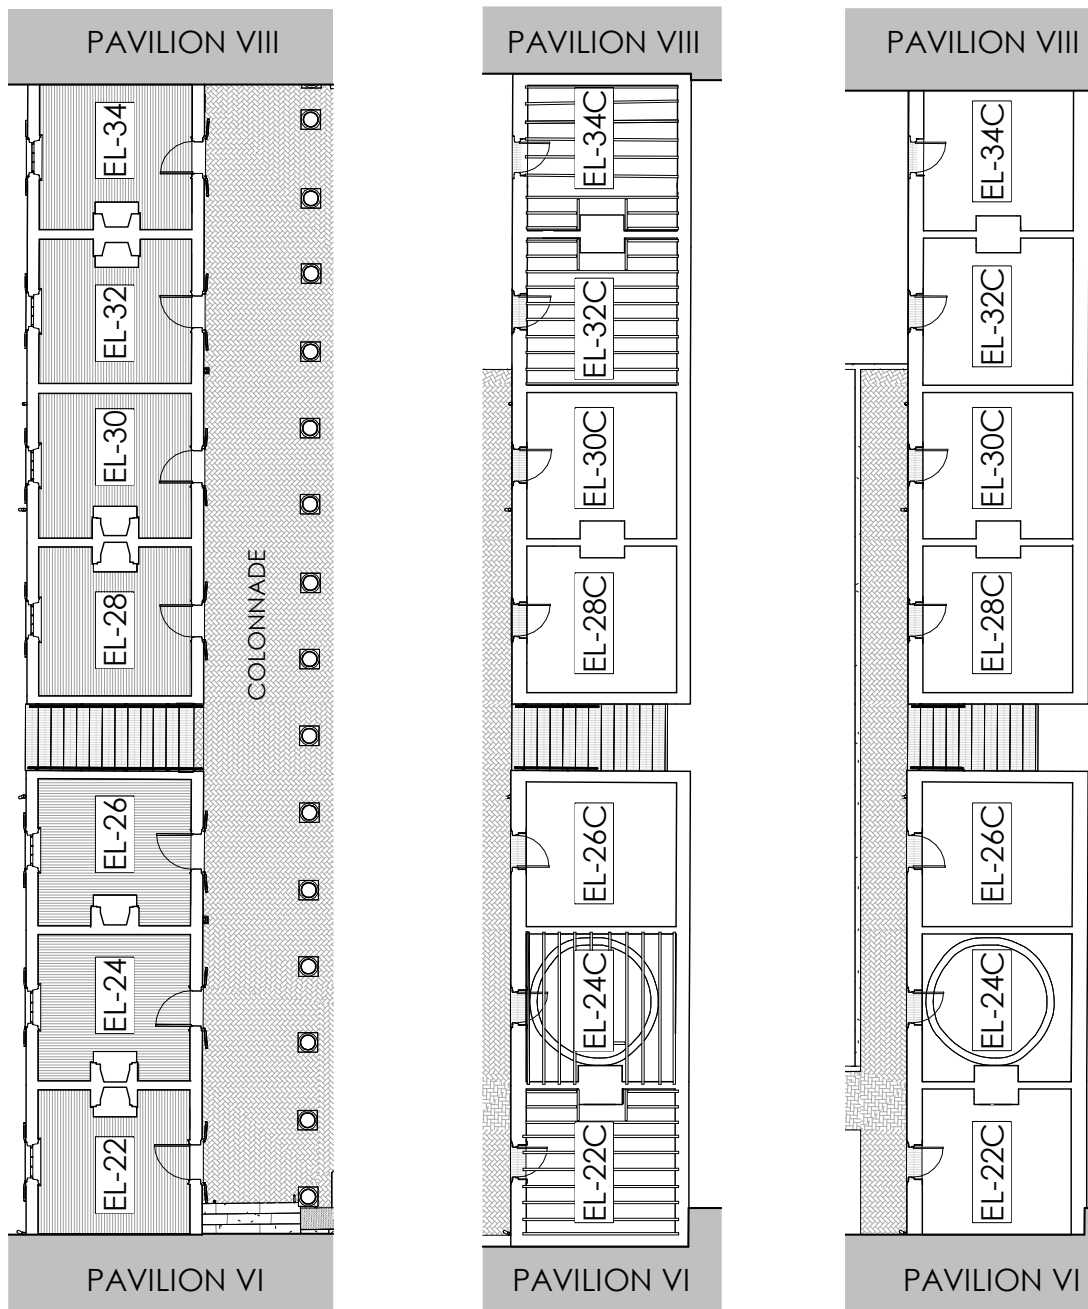 PAVILION VIII
EL-34
EL-32
EL-30
EL-28
COLONNADE
EL-26
EL-24
EL-22
PAVILION VI
PAVILION VIII
EL-34C
EL-32C
EL-30C
EL-28C
EL-26C
EL-24C
EL-22C
PAVILION VI
PAVILION VIII
EL-34C
EL-32C
EL-30C
EL-28C
EL-26C
EL-24C
EL-22C
PAVILION VI